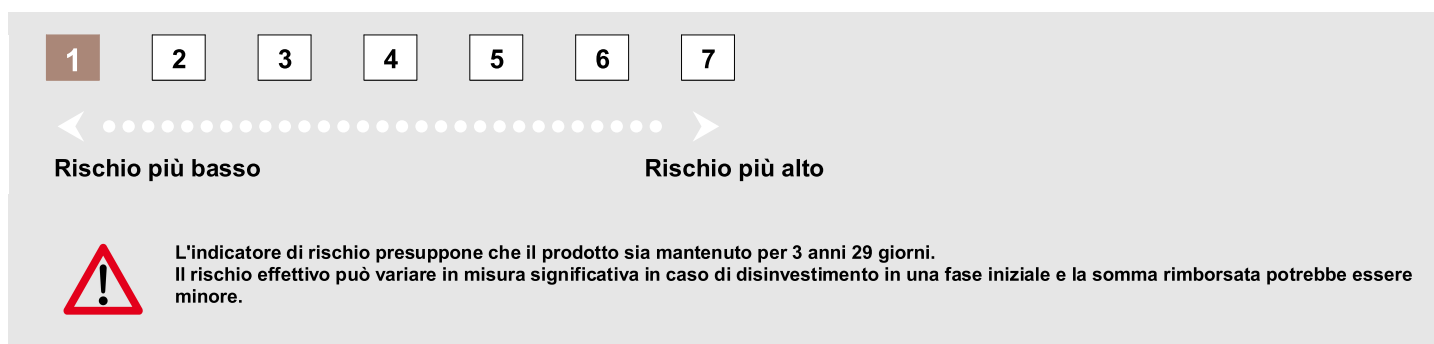 1 2 3 4 5 6 7
Rischio più basso Rischio più alto
L'indicatore di rischio presuppone che il prodotto sia mantenuto per 3 anni 29 giorni.
Il rischio effettivo può variare in misura significativa in caso di disinvestimento in una fase iniziale e la somma rimborsata potrebbe essere
minore.